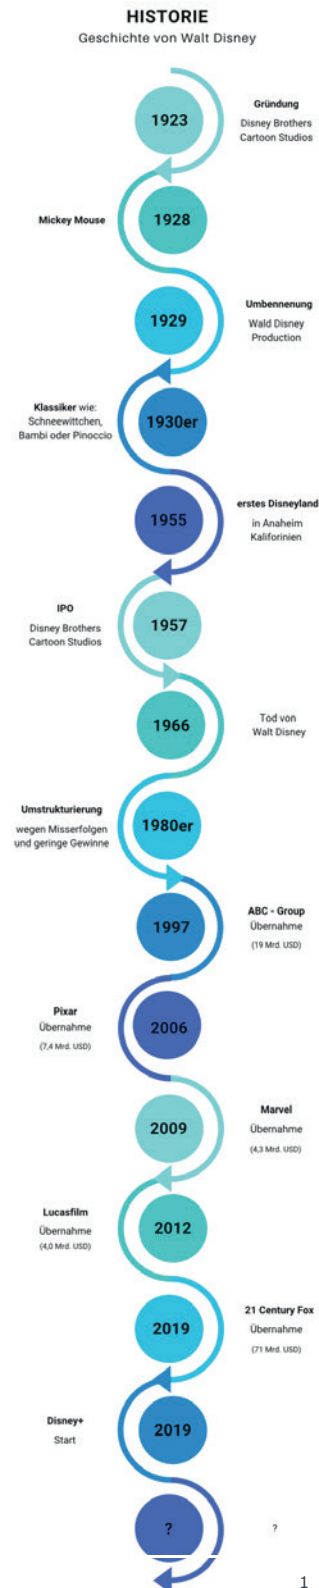 HISTORIE
Geschichte von Walt Disney
1923
Gründung
Disney Brothers
Cartoon Studios
Mickey Mouse
1928
1929
Umbennenung
Wald Disney
Production
Klassiker wie:
Schneewittchen,
Bambi oder Pinoccio
1930er
1955
erstes Disneyland
in Anaheim
Kaliforinien
IPO
Disney Brothers
Cartoon Studios
1957
1966
Tod von
Walt Disney
Umstrukturierung
wegen Misserfolgen
und geringe Gewinne
1980er
1997
ABC - Group
Übernahme
(19 Mrd. USD)
Pixar
Übernahme
(7,4 Mrd. USD)
2006
2009
Marvel
Übernahme
(4,3 Mrd. USD)
Lucasfilm
Übernahme
(4,0 Mrd. USD)
2012
2019
21 Century Fox
Übernahme
(71 Mrd. USD)
Disney+
Start
2019
?
?
1